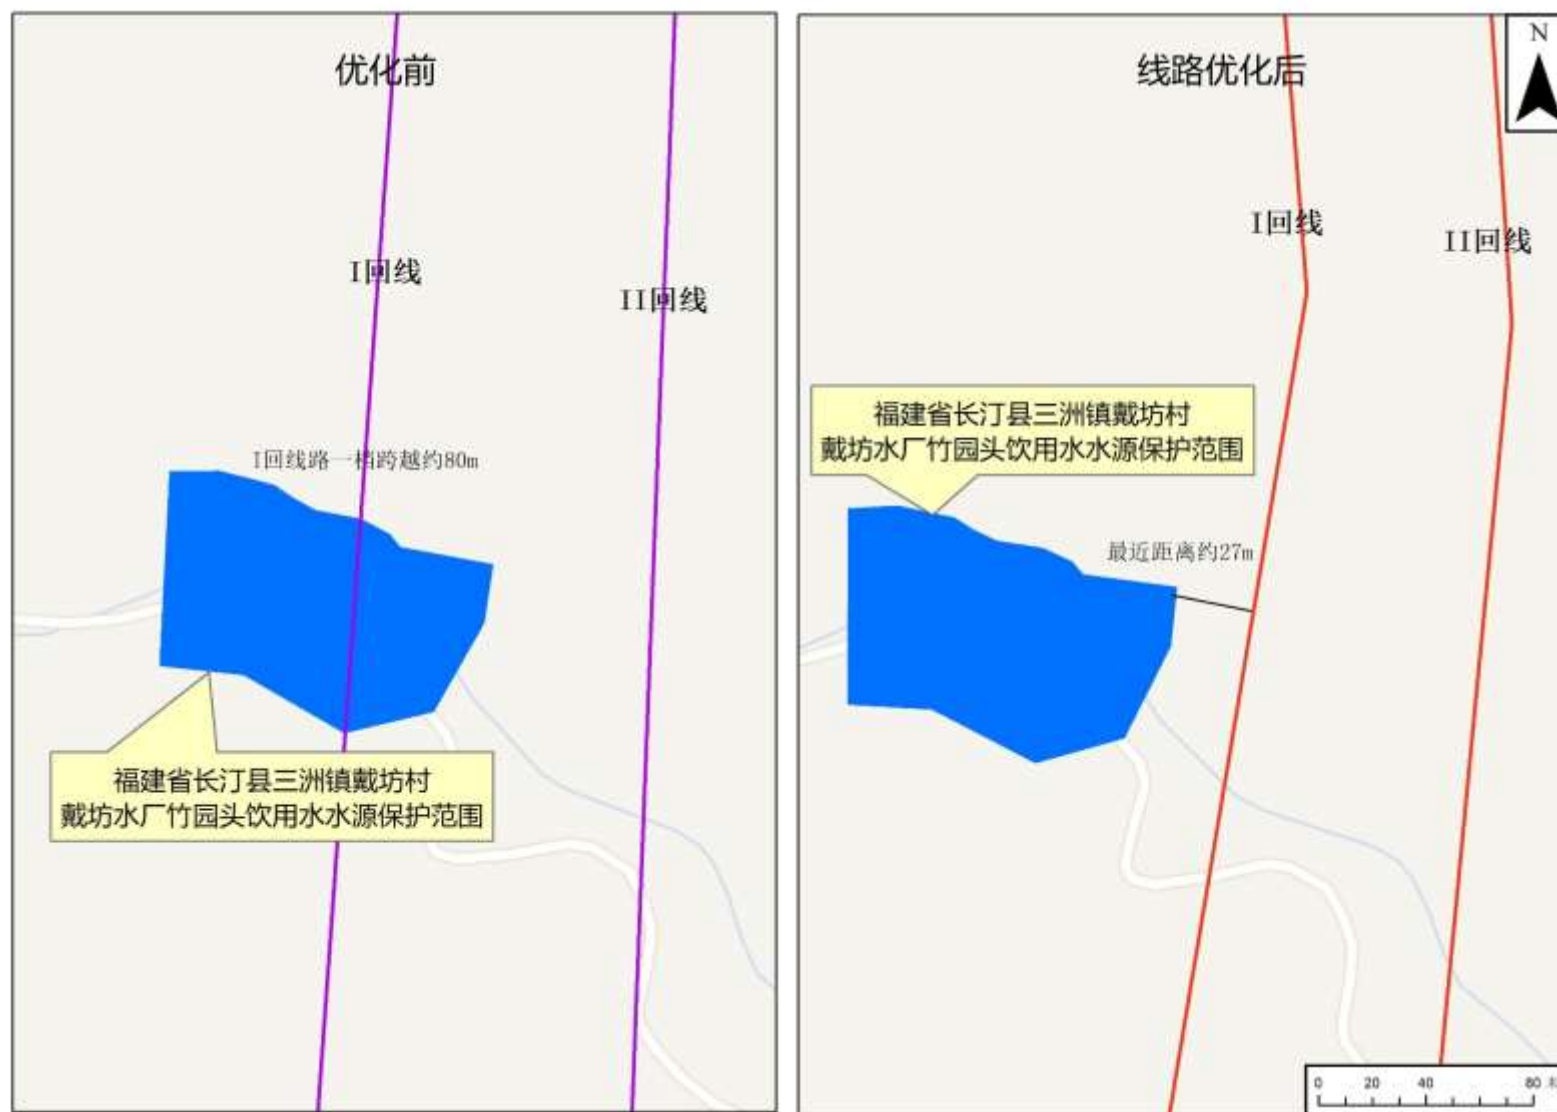 优化前
I回线
II回线
I回线路一档跨越约80m
福建省长汀县三洲镇戴坊村
戴坊水厂竹园头饮用水水源保护范围
线路优化后
N
I回线
II回线
福建省长汀县三洲镇戴坊村
戴坊水厂竹园头饮用水水源保护范围
最近距离约27m
0 20 40 80